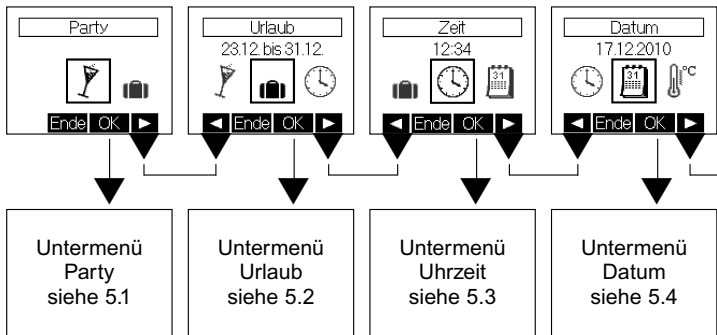 Party
Ende OK
Urlaub
23.12. bis 31.12.
Ende OK
Zeit
12:34
31
Ende OK
Datum
17.12.2010
31
°C
Ende OK
Untermenü
Party
siehe 5.1
Untermenü
Urlaub
siehe 5.2
Untermenü
Uhrzeit
siehe 5.3
Untermenü
Datum
siehe 5.4